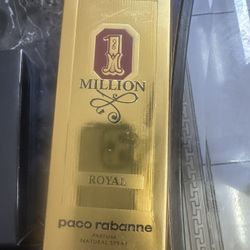 1
MILLION
ROYAL
paco rabanne
PARFUM
NATURAL SPRAY